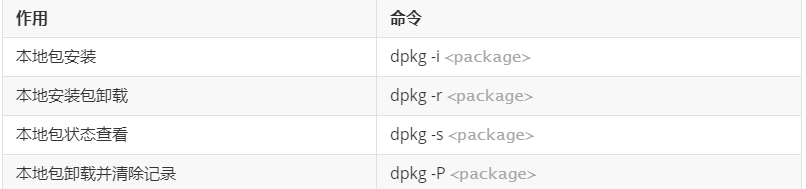 作用 命令
本地包安装 dpkg -i <package>
本地安装包卸载 dpkg -r <package>
本地包状态查看 dpkg -s <package>
本地包卸载并清除记录 dpkg -P <package>